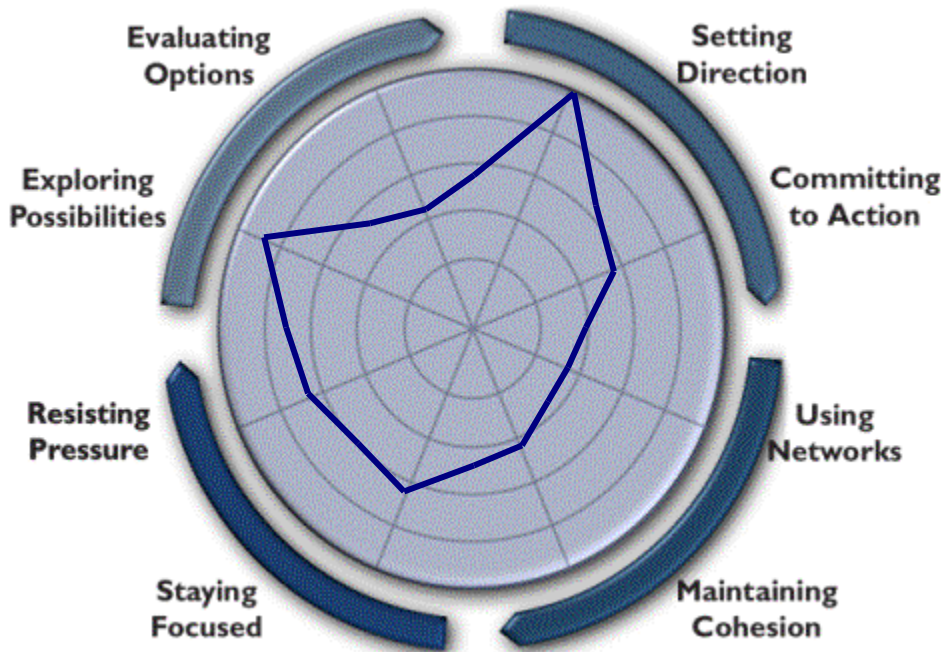 Evaluating
Options
Setting
Direction
Exploring
Possibilities
Committing
to Action
Resisting
Pressure
Using
Networks
Staying
Focused
Maintaining
Cohesion